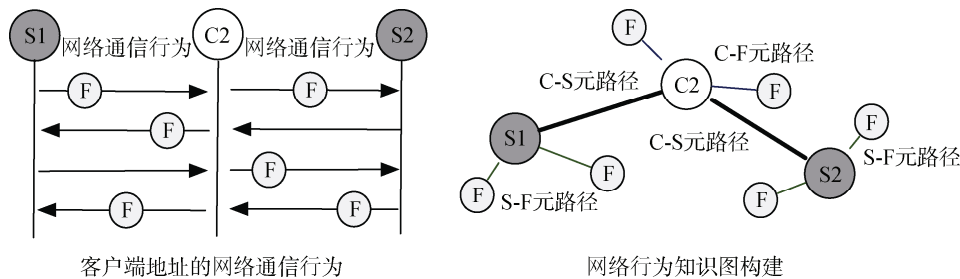 S1
网络通信行为
C2
网络通信行为
S2
F
F
F
F
F
F
客户端地址的网络通信行为
F
C-F元路径
C2
F
C-S元路径
S1
C-S元路径
F
S-F元路径
F
F
S-F元路径
S2
F
网络行为知识图构建